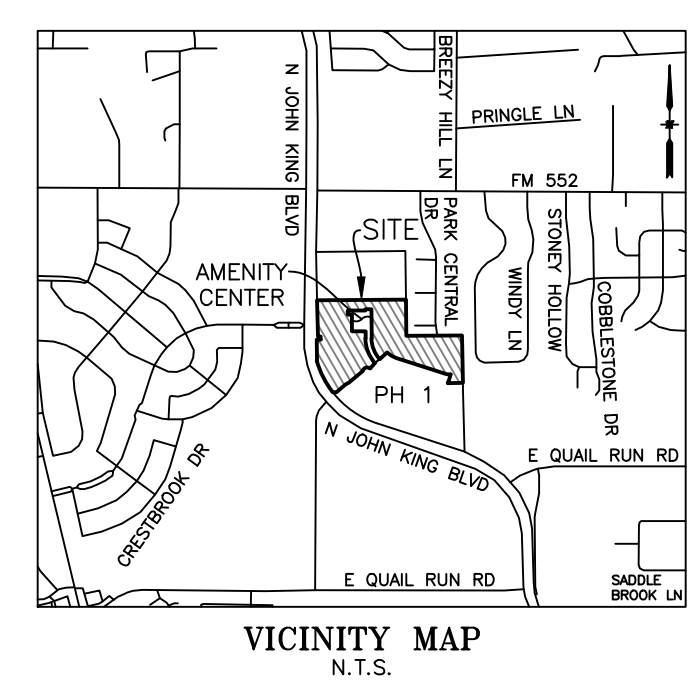 BREEZY HILL LN
N JOHN KING BLVD
PRINGLE LN
FM 552
PARK CENTRAL
DR
SITE
AMENITY
CENTER
WINDY LN
STONEY HOLLOW
COBBLESTONE DR
PH 1
N JOHN KING BLVD
E QUAIL RUN RD
CRESTBROOK DR
E QUAIL RUN RD
SADDLE
BROOK LN
VICINITY MAP
N.T.S.